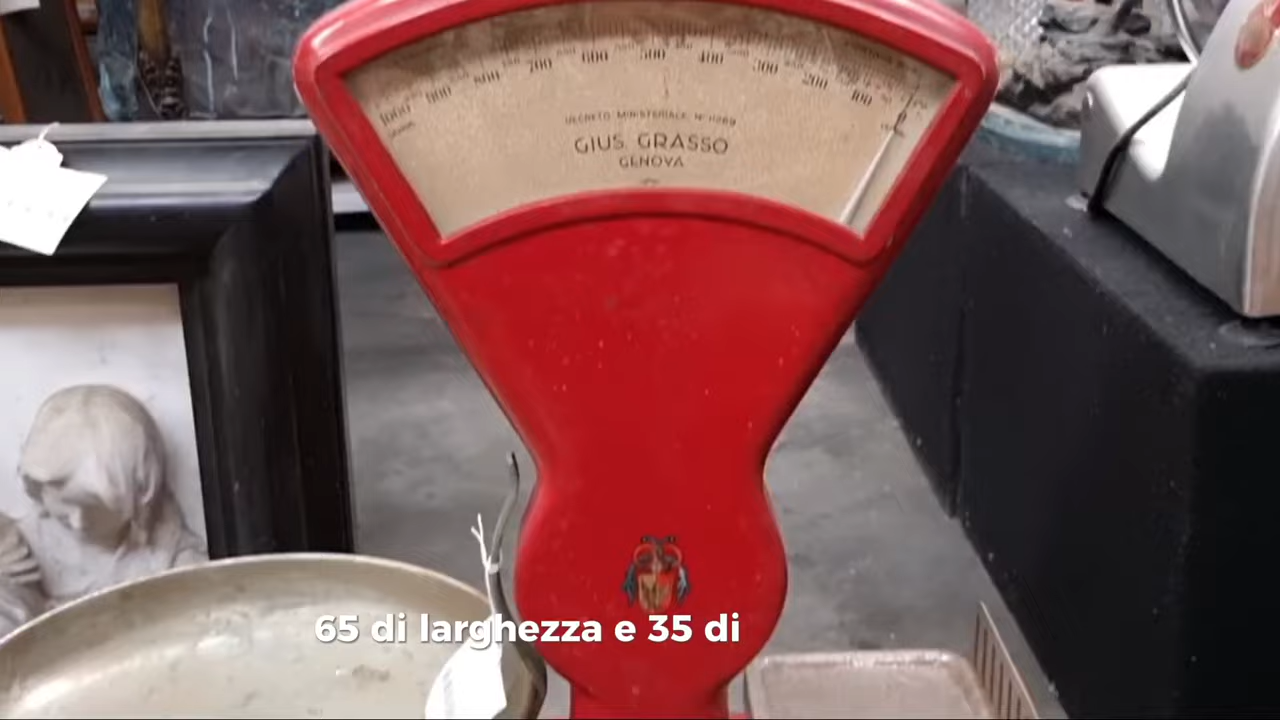 1000 900 800 700 600 500 400 300 200 100
DECRETO MINISTERIALE N°
GIUS. GRASSO
GENOVA
65 di larghezza e 35 di